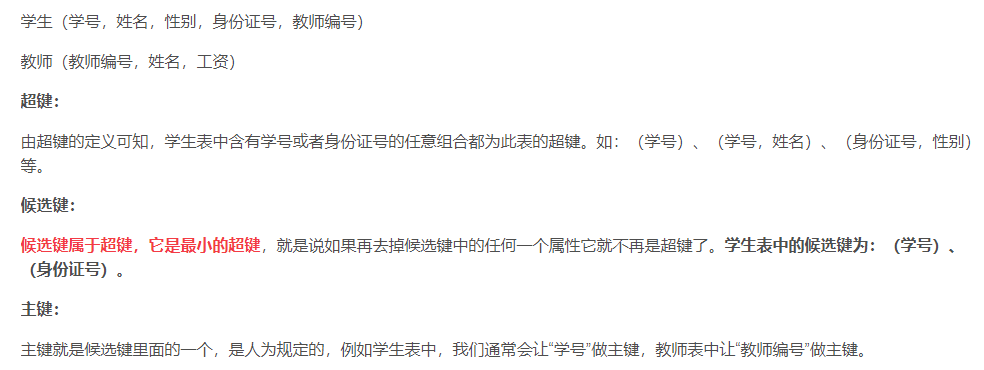 学生（学号，姓名，性别，身份证号，教师编号）
教师（教师编号，姓名，工资）
超键：
由超键的定义可知，学生表中含有学号或者身份证号的任意组合都为此表的超键。如：（学号）、（学号，姓名）、（身份证号，性别）
等。
候选键：
候选键属于超键，它是最小的超键，就是说如果再去掉候选键中的任何一个属性它就不再是超键了。学生表中的候选键为：（学号）、
（身份证号）。
主键：
主键就是候选键里面的一个，是人为规定的，例如学生表中，我们通常会让“学号”做主键，教师表中让“教师编号”做主键。